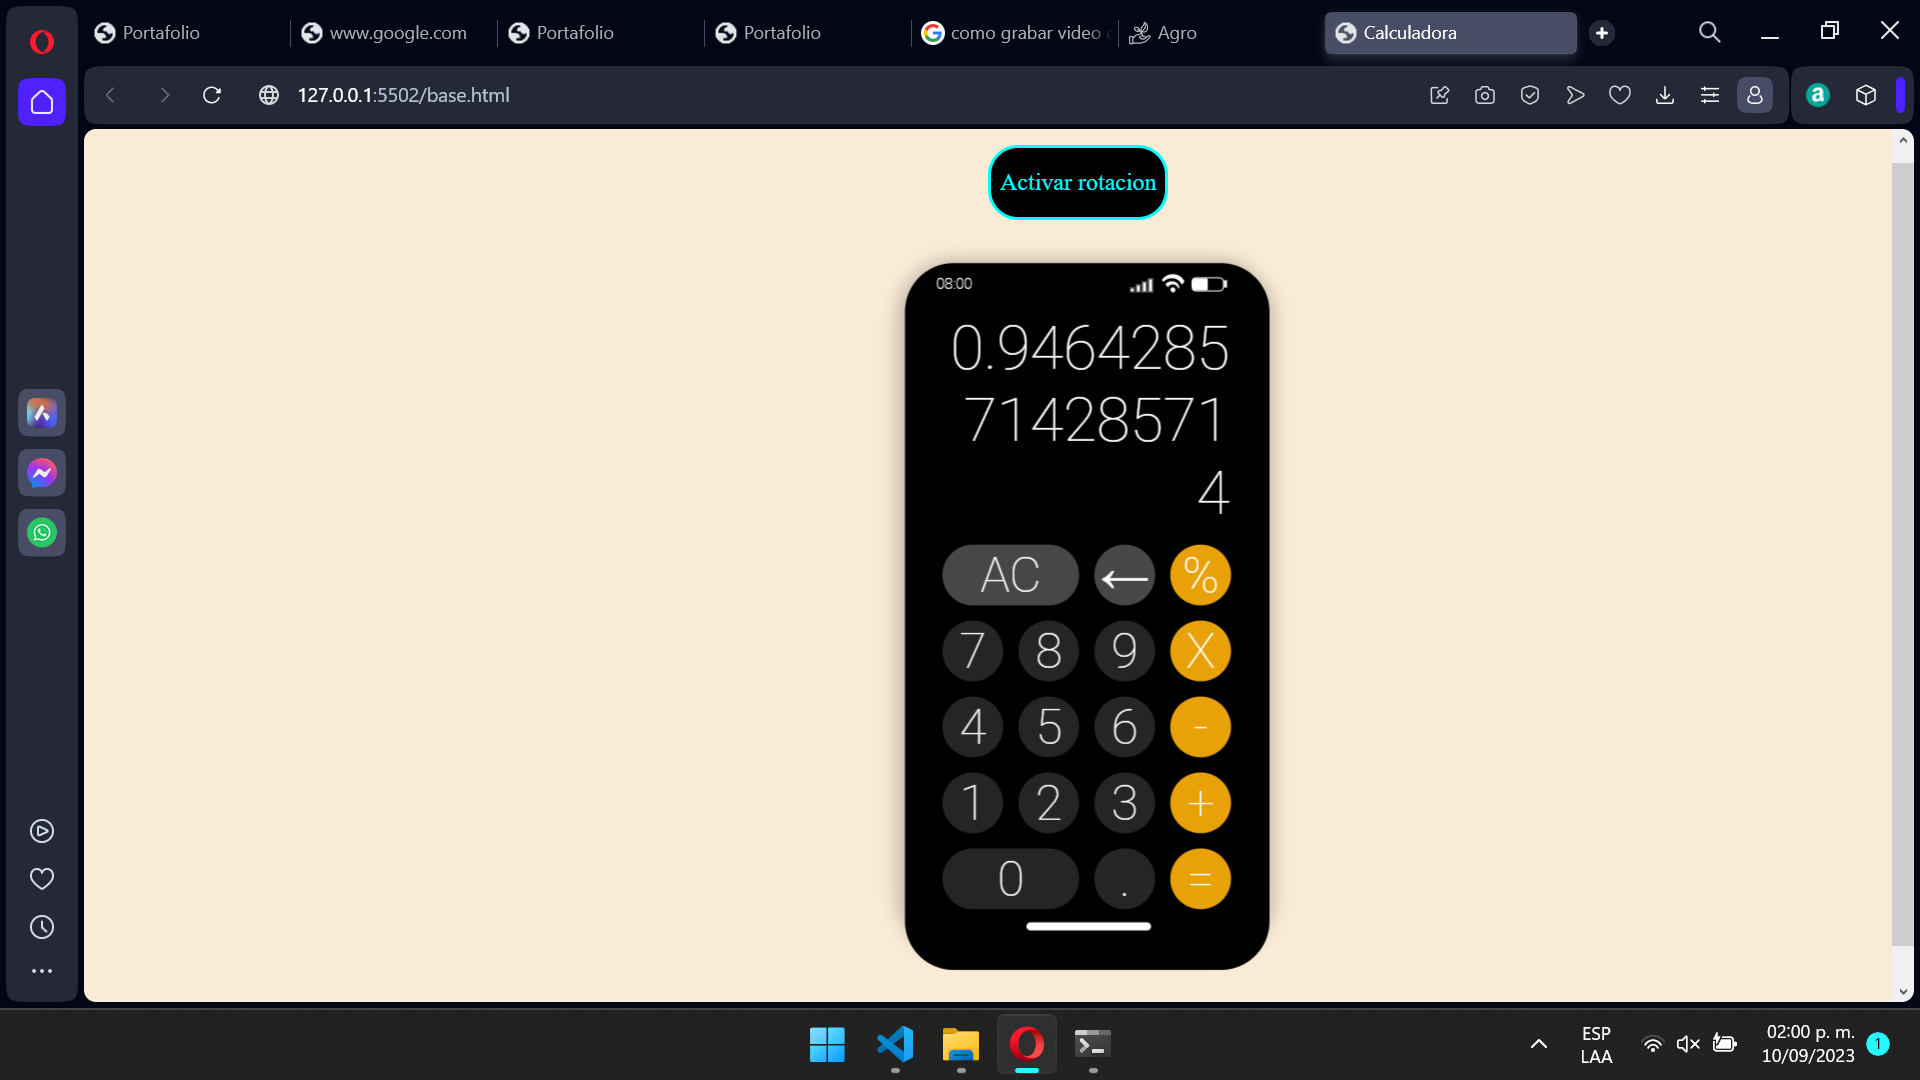 Portafolio
www.google.com
Portafolio
Portafolio
como grabar video
Agro
Calculadora
127.0.0.1:5502/base.html
Activar rotacion
08:00
0.9464285
71428571
4
AC ← %
7 8 9 X
4 5 6 -
1 2 3 +
0 . =
ESP
LAA
02:00 p. m.
10/09/2023
1